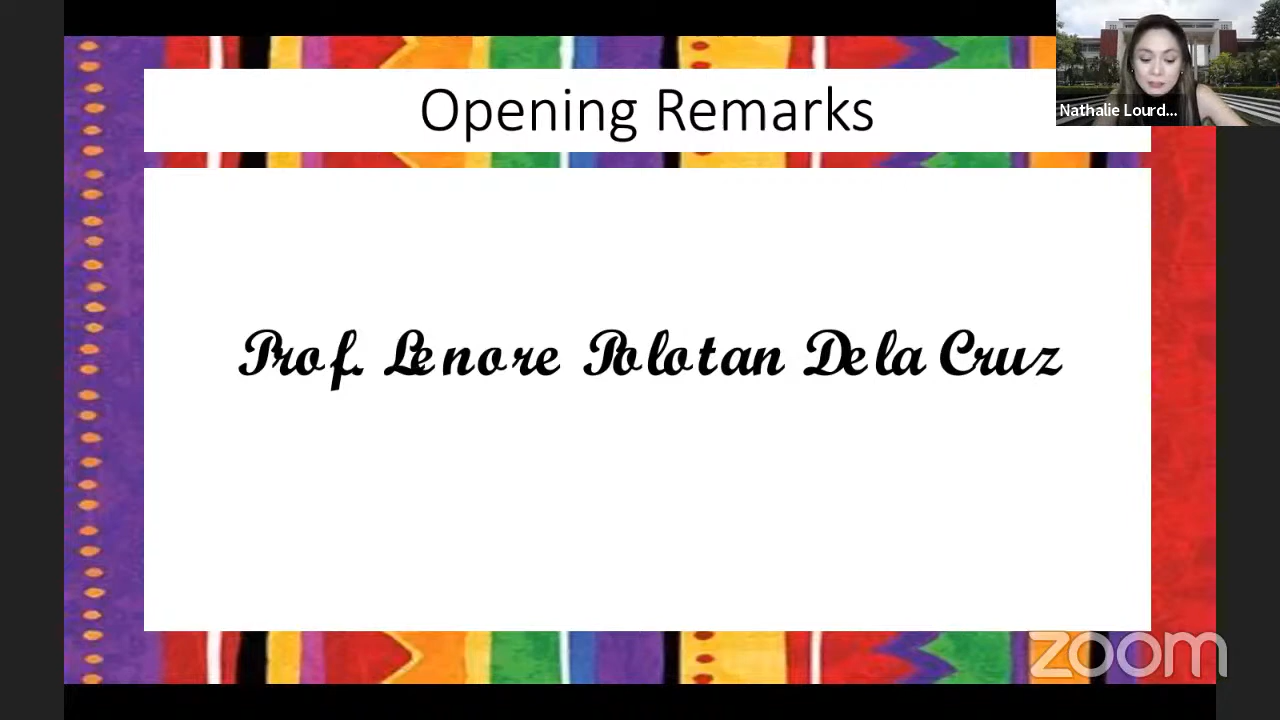 Opening Remarks
Nathalie Lourd...
Prof. Lenore Polotan Dela Cruz
zoom